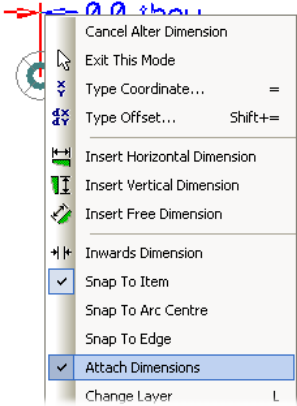 0.0 thou
Cancel Alter Dimension
Exit This Mode
Type Coordinate... =
Type Offset... Shift+=
Insert Horizontal Dimension
Insert Vertical Dimension
Insert Free Dimension
Inwards Dimension
Snap To Item
Snap To Arc Centre
Snap To Edge
Attach Dimensions
Change Layer L